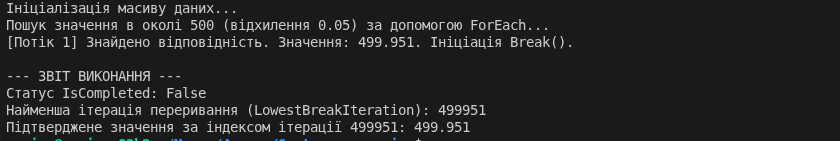 Ініціалізація масиву даних...
Пошук значення в околі 500 (відхилення 0.05) за допомогою ForEach...
[Потік 1] Знайдено відповідність. Значення: 499.951. Ініціація Break().
--- ЗВІТ ВИКОНАННЯ ---
Статус IsCompleted: False
Найменша ітерація переривання (LowestBreakIteration): 499951
Підтверджене значення за індексом ітерації 499951: 499.951